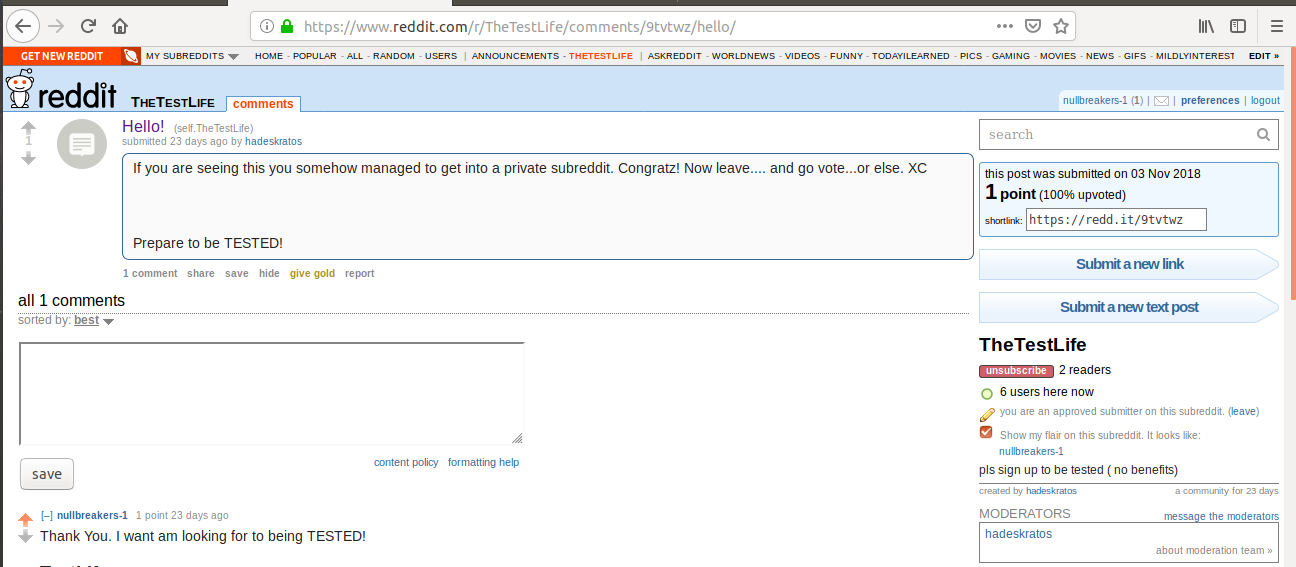 https://www.reddit.com/r/TheTestLife/comments/9tvtwz/hello/
GET NEW REDDIT MY SUBREDDITS HOME - POPULAR - ALL - RANDOM - USERS | ANNOUNCEMENTS - THETESTLIFE | ASKREDDIT - WORLDNEWS - VIDEOS - FUNNY - TODAYILEARNED - PICS - GAMING - MOVIES - NEWS - GIFS - MILDLYINTEREST EDIT »
reddit TheTestLife comments
nullbreakers-1 (1) | | preferences | logout
1
Hello! (self.TheTestLife)
submitted 23 days ago by hadeskratos
If you are seeing this you somehow managed to get into a private subreddit. Congratz! Now leave.... and go vote...or else. XC
Prepare to be TESTED!
1 comment share save hide give gold report
all 1 comments
sorted by: best
save
content policy formatting help
[–] nullbreakers-1 1 point 23 days ago
Thank You. I want am looking for to being TESTED!
search
this post was submitted on 03 Nov 2018
1 point (100% upvoted)
shortlink: https://redd.it/9tvtwz
Submit a new link
Submit a new text post
TheTestLife
unsubscribe 2 readers
6 users here now
you are an approved submitter on this subreddit. (leave)
Show my flair on this subreddit. It looks like:
nullbreakers-1
pls sign up to be tested ( no benefits)
created by hadeskratos a community for 23 days
MODERATORS message the moderators
hadeskratos
about moderation team »